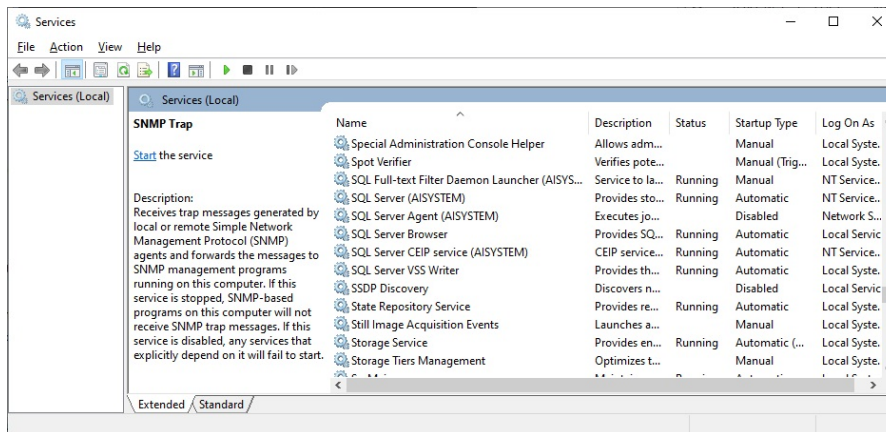 Services
File Action View Help
Services (Local)
Services (Local)
SNMP Trap
Start the service
Description:
Receives trap messages generated by
local or remote Simple Network
Management Protocol (SNMP)
agents and forwards the messages to
SNMP management programs
running on this computer. If this
service is stopped, SNMP-based
programs on this computer will not
receive SNMP trap messages. If this
service is disabled, any services that
explicitly depend on it will fail to start.
Name Description Status Startup Type Log On As
Special Administration Console Helper Allows adm... Manual Local Syste.
Spot Verifier Verifies pote... Manual (Trig... Local Syste.
SQL Full-text Filter Daemon Launcher (AISYS... Service to la... Running Manual NT Service..
SQL Server (AISYSTEM) Provides sto... Running Automatic NT Service..
SQL Server Agent (AISYSTEM) Executes jo... Disabled Network S...
SQL Server Browser Provides SQ... Running Automatic Local Servic
SQL Server CEIP service (AISYSTEM) CEIP service... Running Automatic NT Service..
SQL Server VSS Writer Provides th... Running Automatic Local Syste.
SSDP Discovery Discovers n... Disabled Local Servic
State Repository Service Provides re... Running Automatic Local Syste.
Still Image Acquisition Events Launches a... Manual Local Syste.
Storage Service Provides en... Running Automatic (... Local Syste.
Storage Tiers Management Optimizes t... Manual Local Syste.
Extended Standard